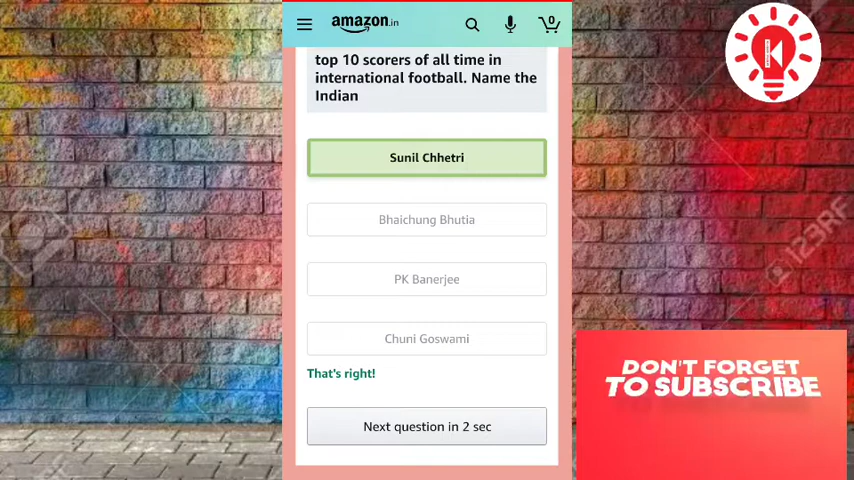 amazon.in
0
top 10 scorers of all time in
international football. Name the
Indian
Sunil Chhetri
Bhaichung Bhutia
PK Banerjee
Chuni Goswami
That's right!
Next question in 2 sec
K
123RF
DON'T FORGET
TO SUBSCRIBE